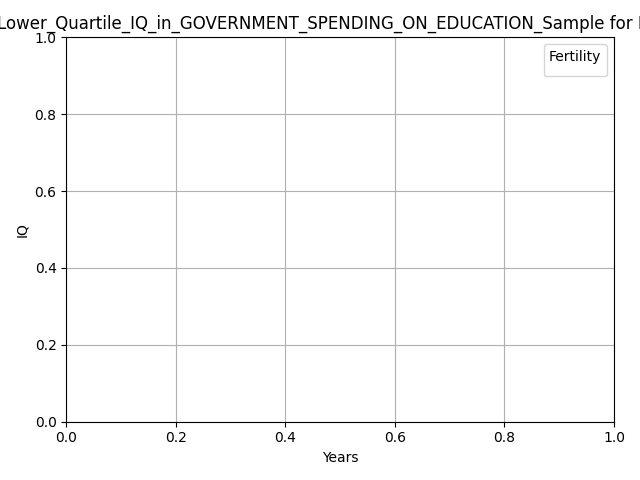 Lower_Quartile_IQ_in_GOVERNMENT_SPENDING_ON_EDUCATION_Sample for
Fertility
1.0
0.8
0.6
0.4
0.2
0.0
IQ
0.0 0.2 0.4 0.6 0.8 1.0
Years